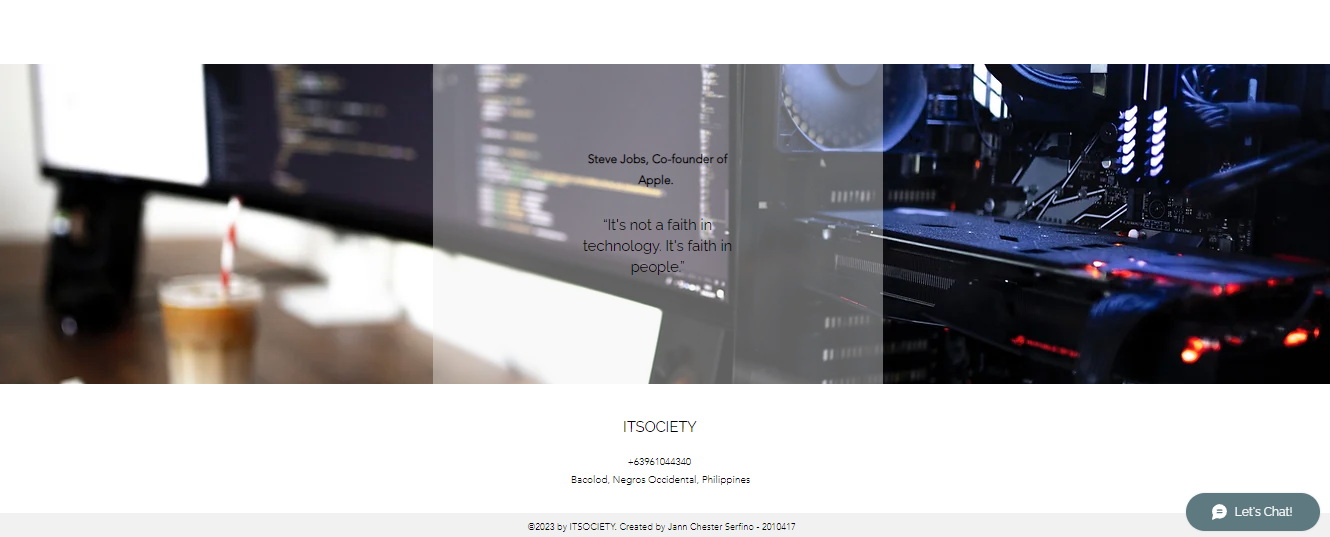 Steve Jobs, Co-founder of
Apple.
“It's not a faith in
technology. It's faith in
people.”
ITSOCIETY
+63961044340
Bacolod, Negros Occidental, Philippines
©2023 by ITSOCIETY. Created by Jann Chester Serfino - 2010417
Let's Chat!